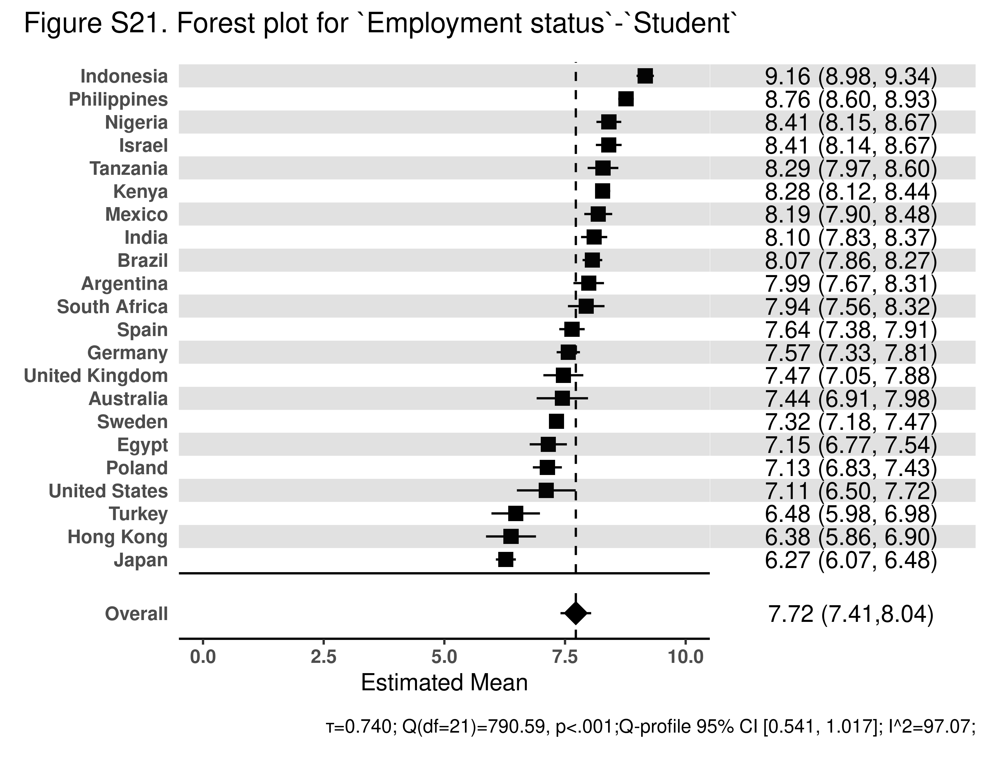 Figure S21. Forest plot for `Employment status`-`Student`
Indonesia 9.16 (8.98, 9.34)
Philippines 8.76 (8.60, 8.93)
Nigeria 8.41 (8.15, 8.67)
Israel 8.41 (8.14, 8.67)
Tanzania 8.29 (7.97, 8.60)
Kenya 8.28 (8.12, 8.44)
Mexico 8.19 (7.90, 8.48)
India 8.10 (7.83, 8.37)
Brazil 8.07 (7.86, 8.27)
Argentina 7.99 (7.67, 8.31)
South Africa 7.94 (7.56, 8.32)
Spain 7.64 (7.38, 7.91)
Germany 7.57 (7.33, 7.81)
United Kingdom 7.47 (7.05, 7.88)
Australia 7.44 (6.91, 7.98)
Sweden 7.32 (7.18, 7.47)
Egypt 7.15 (6.77, 7.54)
Poland 7.13 (6.83, 7.43)
United States 7.11 (6.50, 7.72)
Turkey 6.48 (5.98, 6.98)
Hong Kong 6.38 (5.86, 6.90)
Japan 6.27 (6.07, 6.48)
Overall 7.72 (7.41,8.04)
0.0 2.5 5.0 7.5 10.0
Estimated Mean
τ=0.740; Q(df=21)=790.59, p<.001;Q-profile 95% CI [0.541, 1.017]; I^2=97.07;